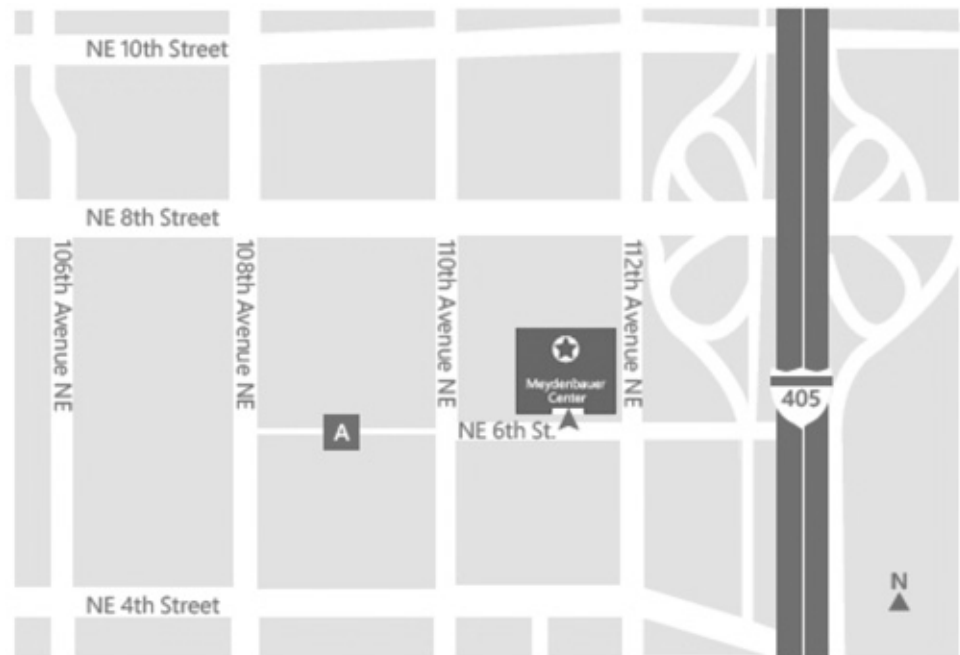 NE 10th Street
NE 8th Street
106th Avenue NE
108th Avenue NE
110th Avenue NE
112th Avenue NE
Meydenbauer
Center
405
A
NE 6th St.
N
NE 4th Street